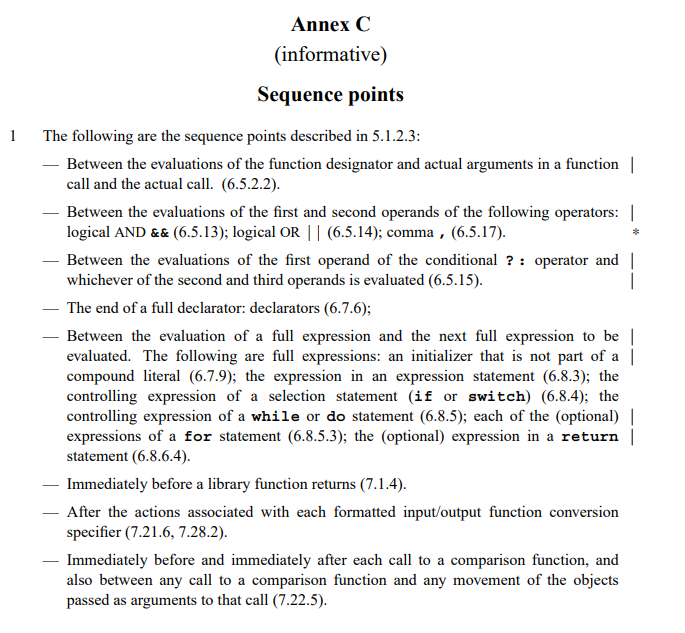 Annex C
(informative)
Sequence points
1 The following are the sequence points described in 5.1.2.3:
— Between the evaluations of the function designator and actual arguments in a function |
call and the actual call. (6.5.2.2).
— Between the evaluations of the first and second operands of the following operators: |
logical AND && (6.5.13); logical OR || (6.5.14); comma , (6.5.17). *
— Between the evaluations of the first operand of the conditional ? : operator and |
whichever of the second and third operands is evaluated (6.5.15). |
— The end of a full declarator: declarators (6.7.6);
— Between the evaluation of a full expression and the next full expression to be |
evaluated. The following are full expressions: an initializer that is not part of a |
compound literal (6.7.9); the expression in an expression statement (6.8.3); the
controlling expression of a selection statement (if or switch) (6.8.4); the
controlling expression of a while or do statement (6.8.5); each of the (optional) |
expressions of a for statement (6.8.5.3); the (optional) expression in a return |
statement (6.8.6.4).
— Immediately before a library function returns (7.1.4).
— After the actions associated with each formatted input/output function conversion
specifier (7.21.6, 7.28.2).
— Immediately before and immediately after each call to a comparison function, and
also between any call to a comparison function and any movement of the objects
passed as arguments to that call (7.22.5).